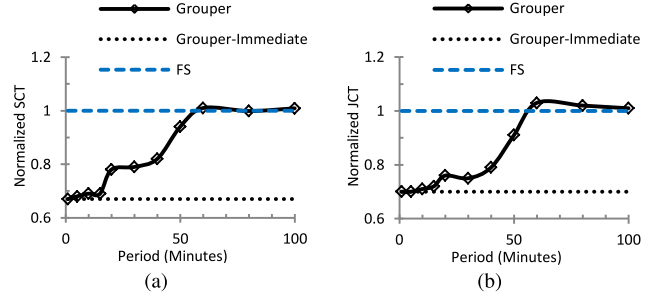 Grouper
Grouper-Immediate
FS
Normalized SCT
1.2
1
0.8
0.6
0
50
100
Period (Minutes)
(a)
Grouper
Grouper-Immediate
FS
Normalized JCT
1.2
1
0.8
0.6
0
50
100
Period (Minutes)
(b)